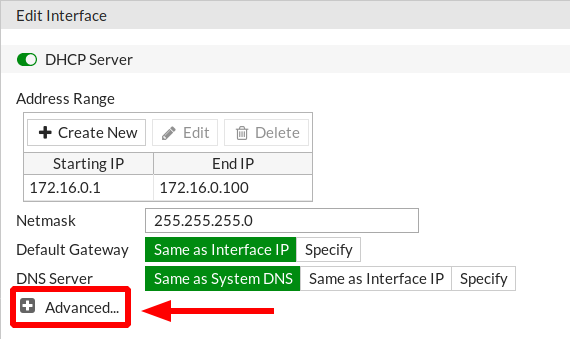 Edit Interface
DHCP Server
Address Range
Create New Edit Delete
Starting IP End IP
172.16.0.1 172.16.0.100
Netmask 255.255.255.0
Default Gateway Same as Interface IP Specify
DNS Server Same as System DNS Same as Interface IP Specify
Advanced...